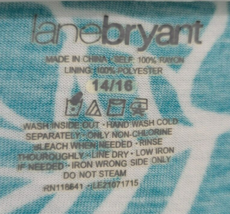 lanebryant
MADE IN CHINA SELF: 100% RAYON
LINING: 100% POLYESTER
14/16
WASH INSIDE OUT - HAND WASH COLD
SEPARATELY - ONLY NON-CHLORINE
BLEACH WHEN NEEDED - RINSE
THOUROUGHLY - LINE DRY - LOW IRON
IF NEEDED - IRON WRONG SIDE ONLY
DO NOT STEAM